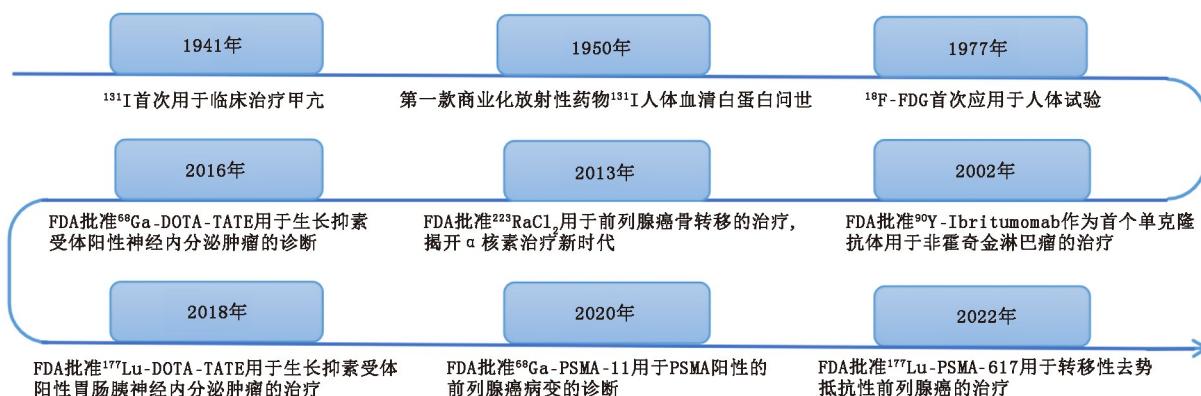 1941年
1950年
1977年
¹³¹I首次用于临床治疗甲亢
第一款商业化放射性药物¹³¹I人体血清白蛋白问世
¹⁸F-FDG首次应用于人体试验
2002年
FDA批准⁹⁰Y-Ibritumomab作为首个单克隆
抗体用于非霍奇金淋巴瘤的治疗
2013年
FDA批准²²³RaCl₂用于前列腺癌骨转移的治疗,
揭开α核素治疗新时代
2016年
FDA批准⁶⁸Ga-DOTA-TATE用于生长抑素
受体阳性神经内分泌肿瘤的诊断
2018年
FDA批准¹⁷⁷Lu-DOTA-TATE用于生长抑素受体
阳性胃肠胰神经内分泌肿瘤的治疗
2020年
FDA批准⁶⁸Ga-PSMA-11用于PSMA阳性的
前列腺癌病变的诊断
2022年
FDA批准¹⁷⁷Lu-PSMA-617用于转移性去势
抵抗性前列腺癌的治疗